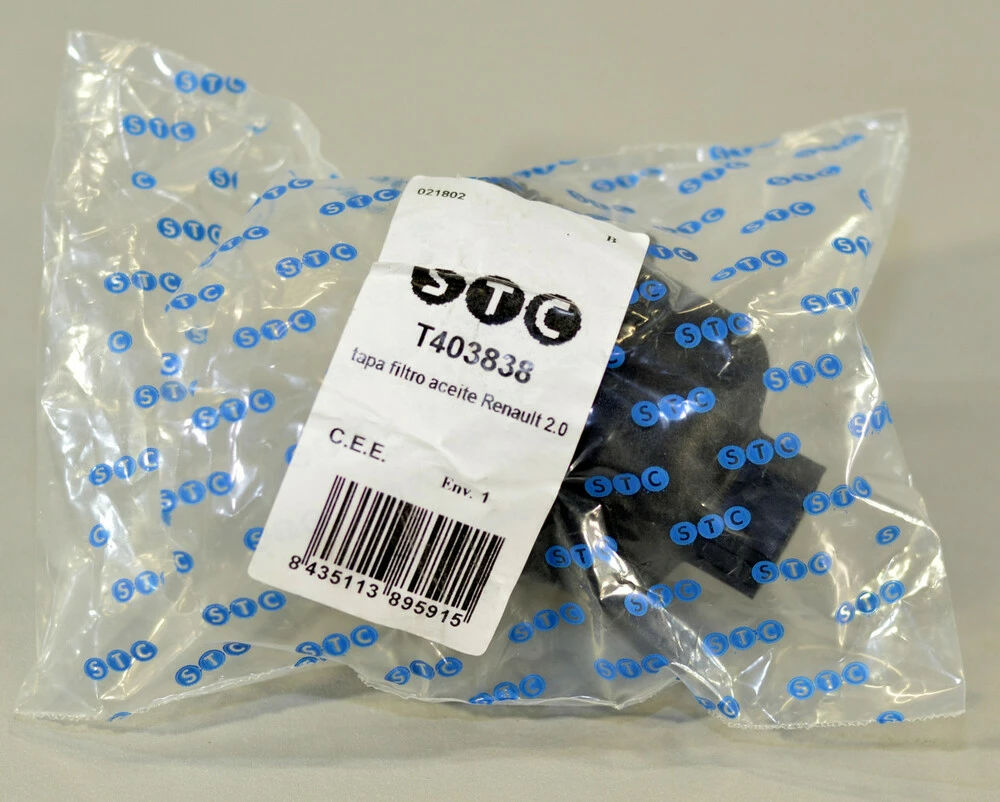 021802
B
STC
T403838
tapa filtro aceite Renault 2.0
C.E.E.
Env. 1
8 435113 895915